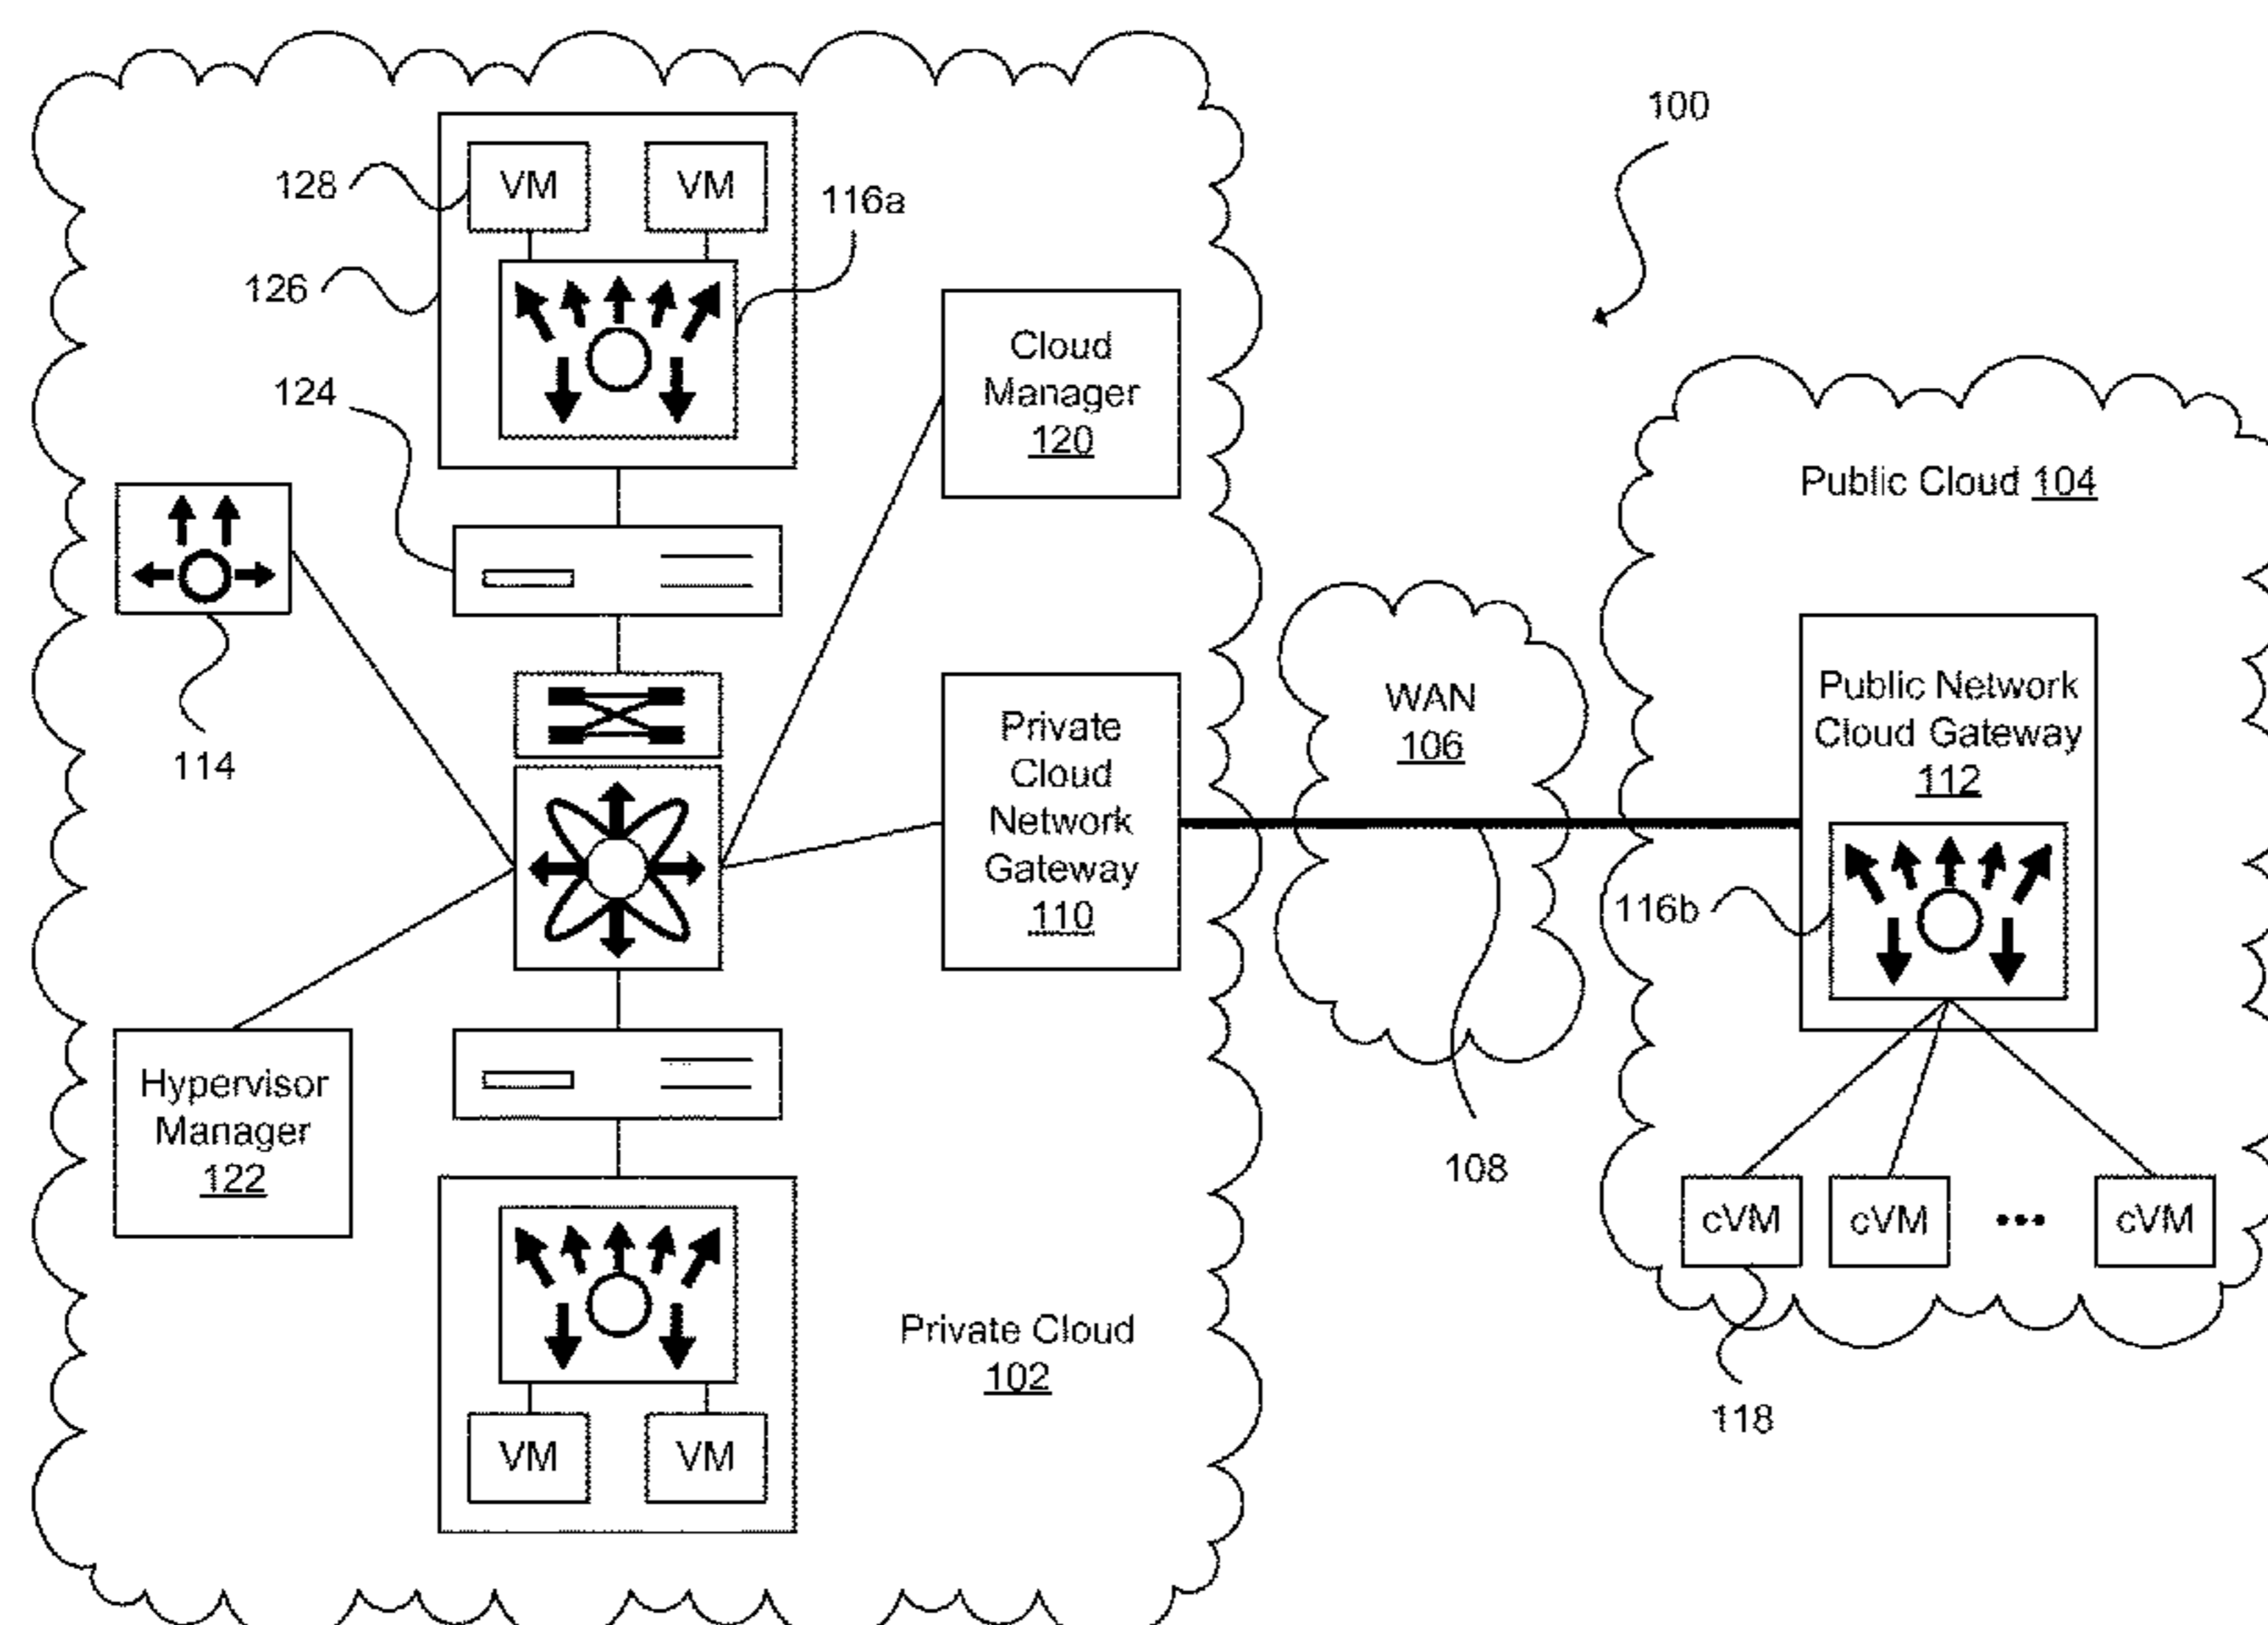 100
128
VM
VM
116a
126
124
Cloud
Manager
120
114
Private
Cloud
Network
Gateway
110
Hypervisor
Manager
122
VM
VM
Private Cloud
102
WAN
106
108
Public Cloud 104
Public Network
Cloud Gateway
112
116b
cVM
cVM
•••
cVM
118